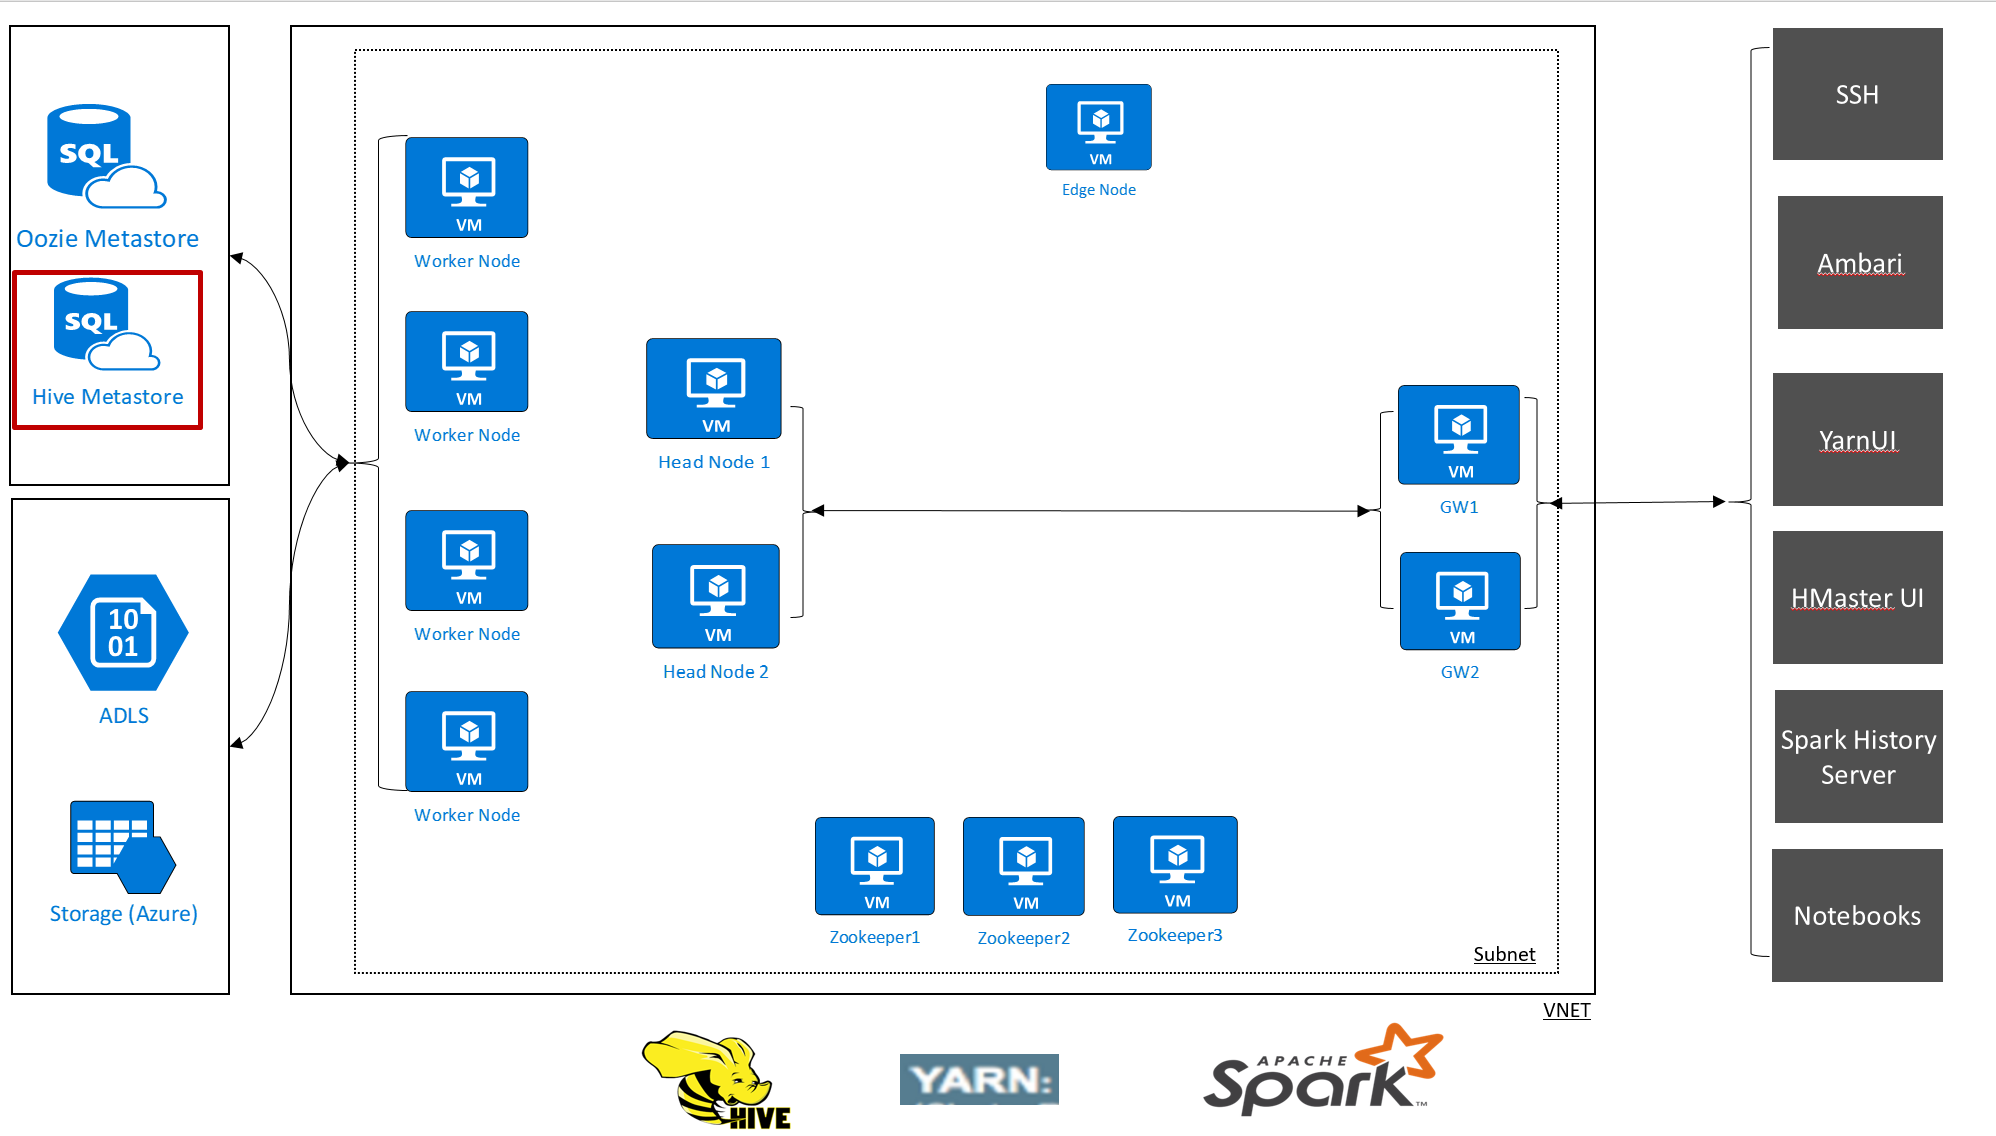 SQL
Oozie Metastore
SQL
Hive Metastore
10
01
ADLS
Storage (Azure)
VM
Worker Node
VM
Worker Node
VM
Worker Node
VM
Worker Node
VM
Head Node 1
VM
Head Node 2
VM
Edge Node
VM
GW1
VM
GW2
VM
Zookeeper1
VM
Zookeeper2
VM
Zookeeper3
Subnet
VNET
SSH
Ambari
YarnUI
HMaster UI
Spark History
Server
Notebooks
HIVE
YARN:
APACHE
Spark™